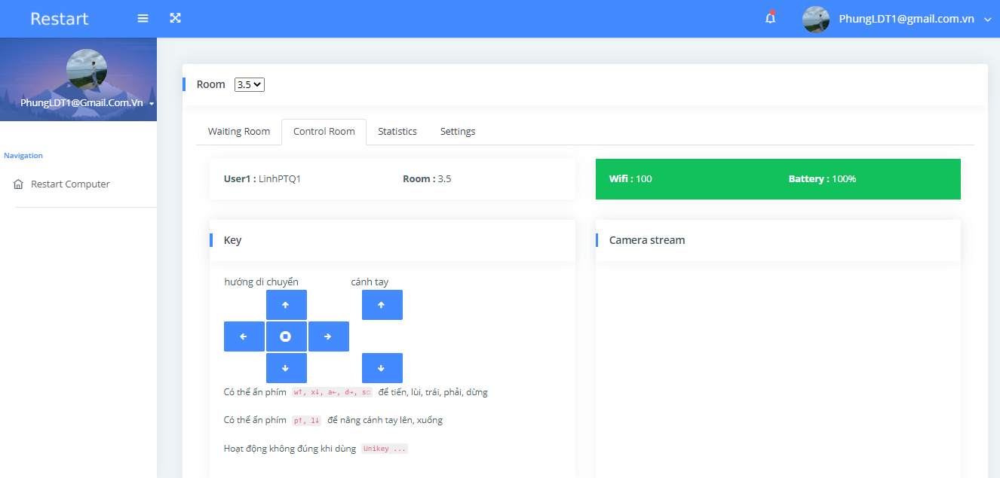 Restart
PhungLDT1@gmail.com.vn
PhungLDT1@Gmail.Com.Vn
Navigation
Restart Computer
Room 3.5
Waiting Room Control Room Statistics Settings
User1 : LinhPTQ1 Room : 3.5
Wifi : 100 Battery : 100%
Key
Camera stream
hướng di chuyển cánh tay
Có thể ấn phím w↑, x↓, a←, d→, s□ để tiến, lùi, trái, phải, dừng
Có thể ấn phím p↑, l↓ để nâng cánh tay lên, xuống
Hoạt động không đúng khi dùng Unikey ...